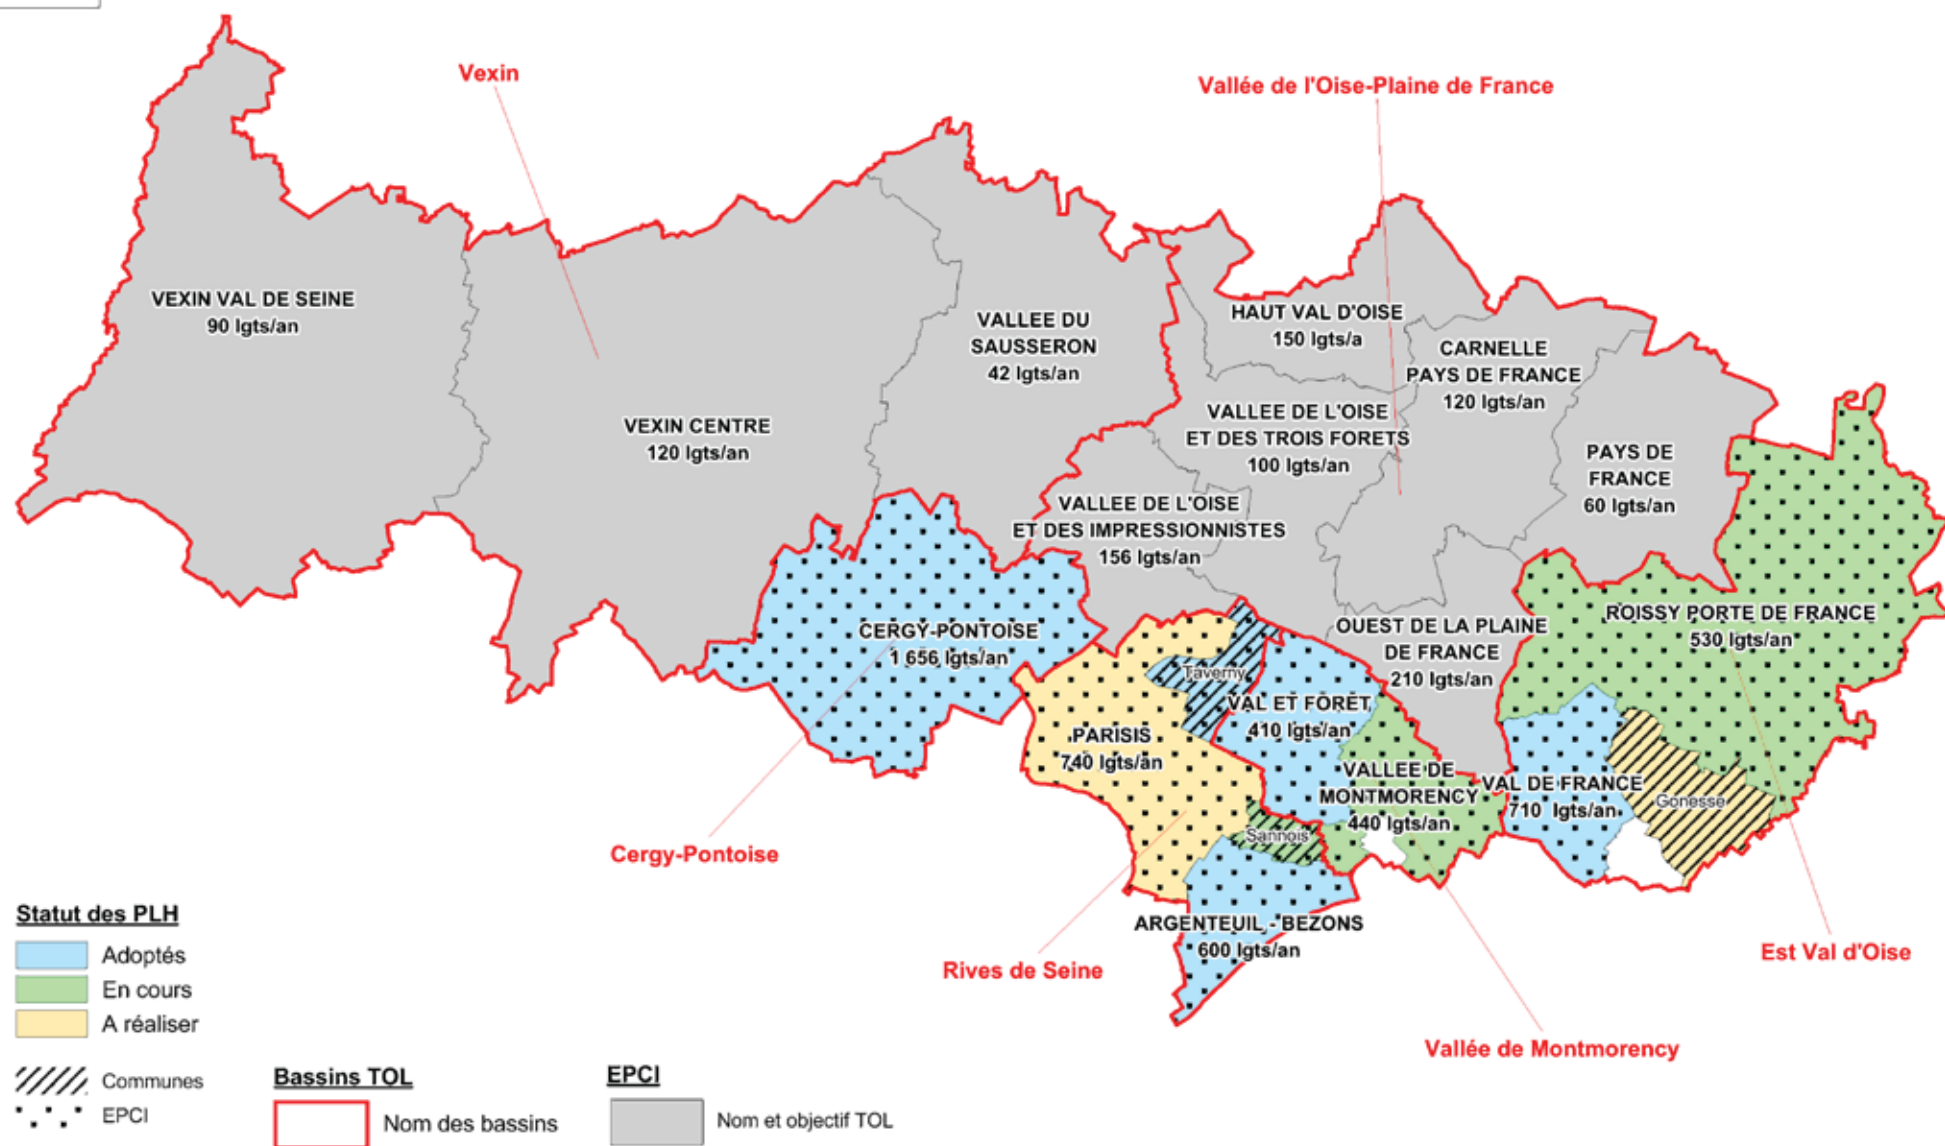 Vexin
Vallée de l'Oise-Plaine de France
VEXIN VAL DE SEINE
90 lgts/an
VEXIN CENTRE
120 lgts/an
VALLEE DU
SAUSSERON
42 lgts/an
HAUT VAL D'OISE
150 lgts/a
CARNELLE
PAYS DE FRANCE
120 lgts/an
VALLEE DE L'OISE
ET DES TROIS FORETS
100 lgts/an
PAYS DE
FRANCE
60 lgts/an
VALLEE DE L'OISE
ET DES IMPRESSIONNISTES
156 lgts/an
CERGY-PONTOISE
1 656 lgts/an
OUEST DE LA PLAINE
DE FRANCE
210 lgts/an
ROISSY PORTE DE FRANCE
530 lgts/an
Taverny
VAL ET FORÊT
410 lgts/an
PARISIS
740 lgts/an
VALLEE DE
MONTMORENCY
440 lgts/an
VAL DE FRANCE
710 lgts/an
Gonesse
Sannois
ARGENTEUIL - BEZONS
600 lgts/an
Cergy-Pontoise
Rives de Seine
Est Val d'Oise
Vallée de Montmorency
Statut des PLH
Adoptés
En cours
A réaliser
Communes
EPCI
Bassins TOL
Nom des bassins
EPCI
Nom et objectif TOL